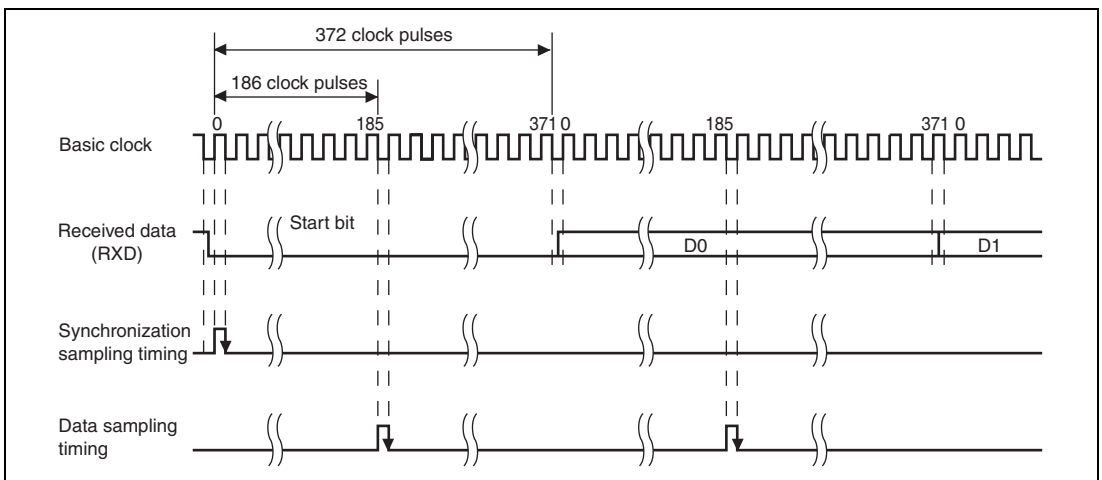 372 clock pulses
186 clock pulses
0 185 371 0 185 371 0
Basic clock
Start bit
Received data
(RXD)
D0 D1
Synchronization
sampling timing
Data sampling
timing